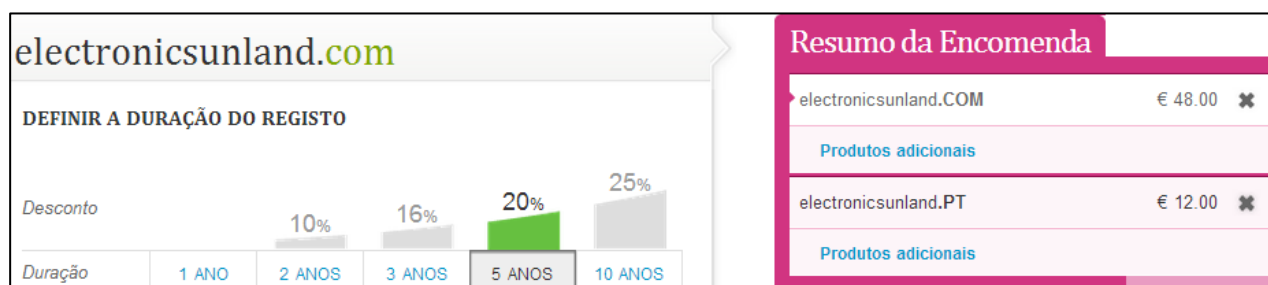 electronicsunland.com
DEFINIR A DURAÇÃO DO REGISTO
Desconto 10% 16% 20% 25%
Duração 1 ANO 2 ANOS 3 ANOS 5 ANOS 10 ANOS
Resumo da Encomenda
electronicsunland.COM € 48.00 ✖
Produtos adicionais
electronicsunland.PT € 12.00 ✖
Produtos adicionais